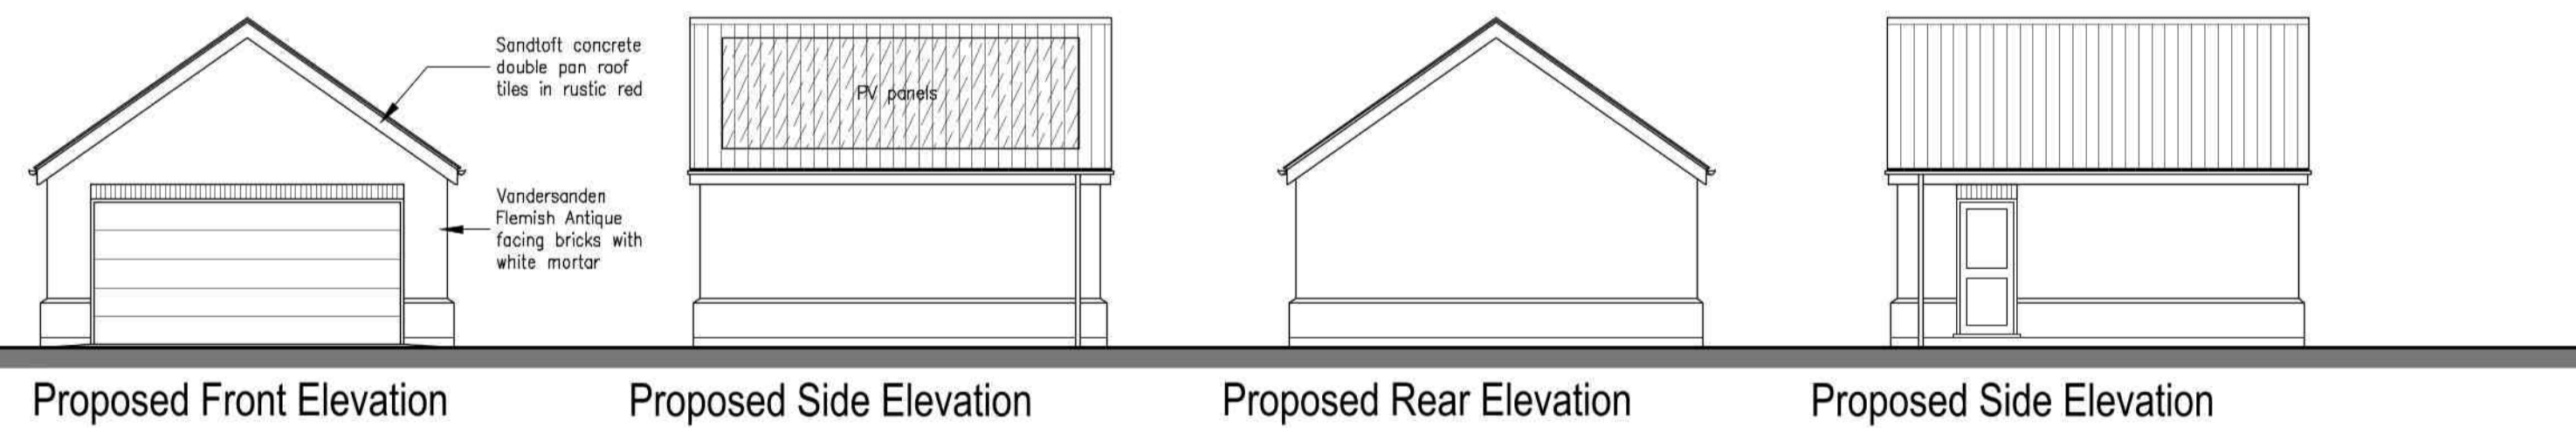 Sandtoft concrete
double pan roof
tiles in rustic red
Vandersanden
Flemish Antique
facing bricks with
white mortar
PV panels
Proposed Front Elevation
Proposed Side Elevation
Proposed Rear Elevation
Proposed Side Elevation